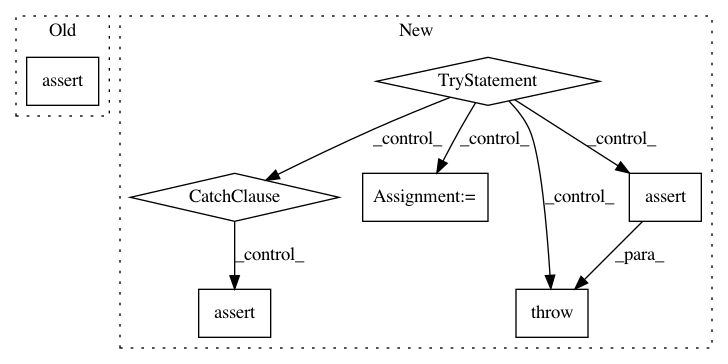 Old
New
assert
TryStatement
_control_
_control_
_control_
_control_
CatchClause
Assignment:=
assert
_control_
_para_
assert
throw